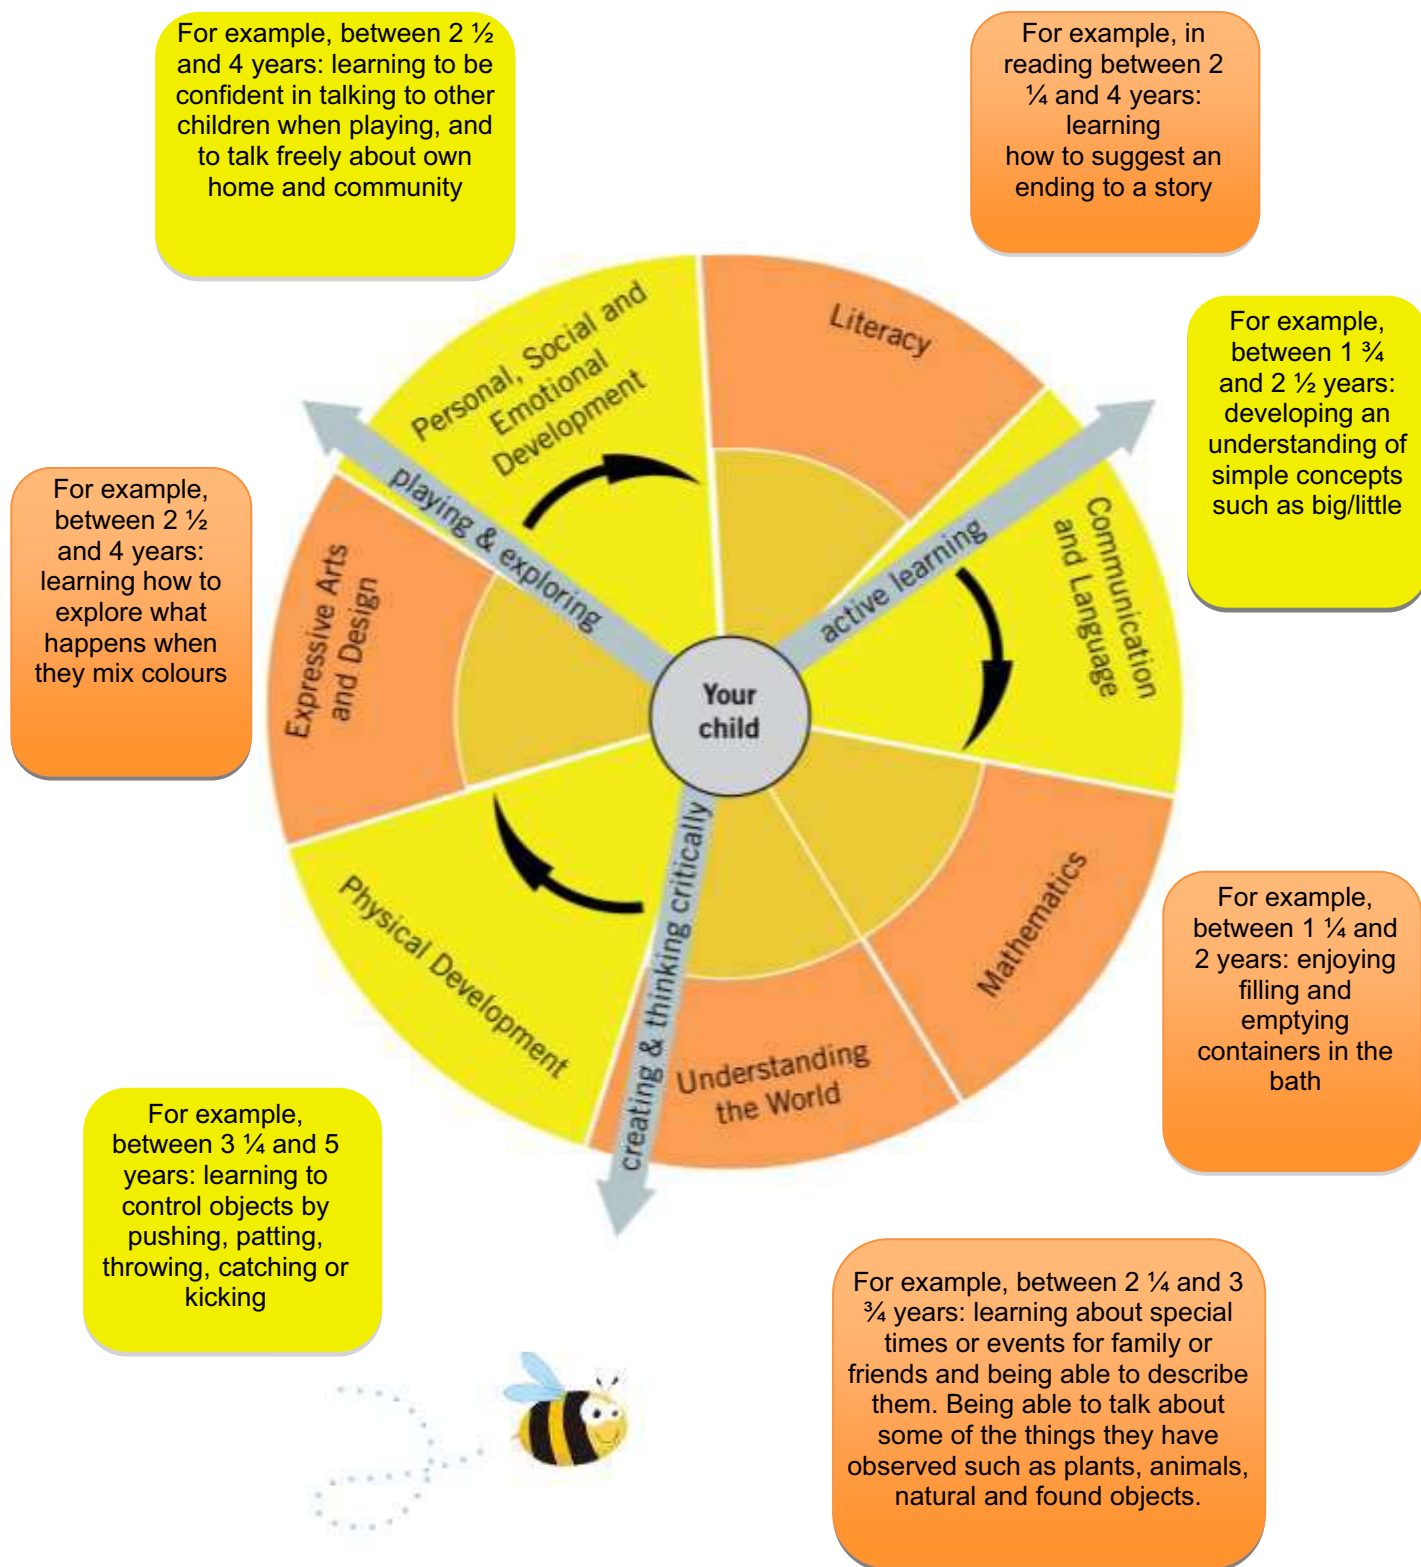 For example, between 2 ½
and 4 years: learning to be
confident in talking to other
children when playing, and
to talk freely about own
home and community
For example, in
reading between 2
¼ and 4 years:
learning
how to suggest an
ending to a story
For example,
between 1 ¾
and 2 ½ years:
developing an
understanding of
simple concepts
such as big/little
For example,
between 2 ½
and 4 years:
learning how to
explore what
happens when
they mix colours
Personal, Social and
Emotional
Development
Literacy
playing & exploring
active learning
Communication
and Language
Expressive Arts
and Design
Your
child
Physical Development
creating & thinking critically
Understanding
the World
Mathematics
For example,
between 1 ¼ and
2 years: enjoying
filling and
emptying
containers in the
bath
For example,
between 3 ¼ and 5
years: learning to
control objects by
pushing, patting,
throwing, catching or
kicking
For example, between 2 ¼ and 3
¾ years: learning about special
times or events for family or
friends and being able to describe
them. Being able to talk about
some of the things they have
observed such as plants, animals,
natural and found objects.